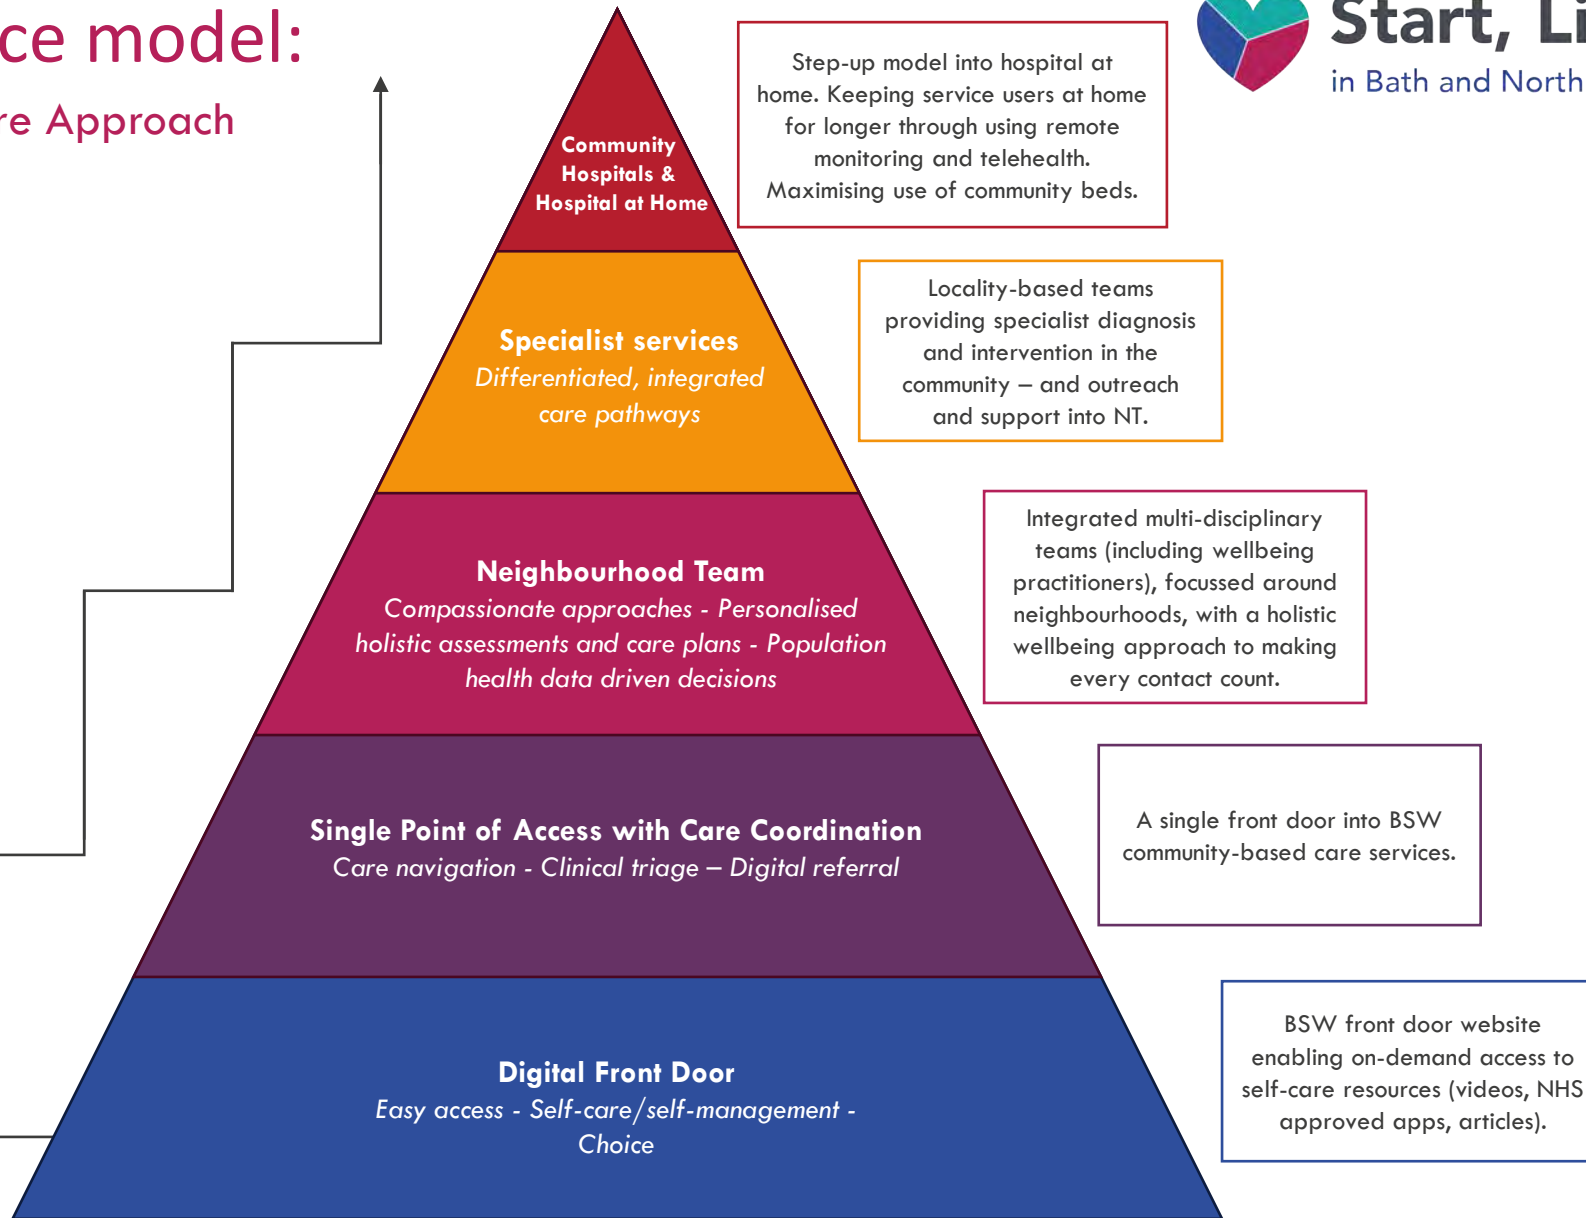 ce model:
re Approach
Start, Li
in Bath and North
Community
Hospitals &
Hospital at Home
Step-up model into hospital at
home. Keeping service users at home
for longer through using remote
monitoring and telehealth.
Maximising use of community beds.
Specialist services
Differentiated, integrated
care pathways
Locality-based teams
providing specialist diagnosis
and intervention in the
community – and outreach
and support into NT.
Neighbourhood Team
Compassionate approaches - Personalised
holistic assessments and care plans - Population
health data driven decisions
Integrated multi-disciplinary
teams (including wellbeing
practitioners), focussed around
neighbourhoods, with a holistic
wellbeing approach to making
every contact count.
Single Point of Access with Care Coordination
Care navigation - Clinical triage – Digital referral
A single front door into BSW
community-based care services.
Digital Front Door
Easy access - Self-care/self-management -
Choice
BSW front door website
enabling on-demand access to
self-care resources (videos, NHS
approved apps, articles).